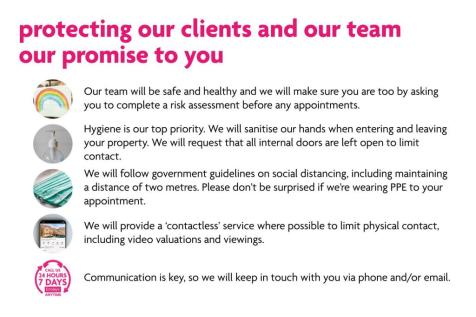 protecting our clients and our team
our promise to you
Our team will be safe and healthy and we will make sure you are too by asking
you to complete a risk assessment before any appointments.
Hygiene is our top priority. We will sanitise our hands when entering and leaving
your property. We will request that all internal doors are left open to limit
contact.
We will follow government guidelines on social distancing, including maintaining
a distance of two metres. Please don't be surprised if we're wearing PPE to your
appointment.
We will provide a 'contactless' service where possible to limit physical contact,
including video valuations and viewings.
CALL US
24 HOURS
7 DAYS
ANYTIME
Communication is key, so we will keep in touch with you via phone and/or email.